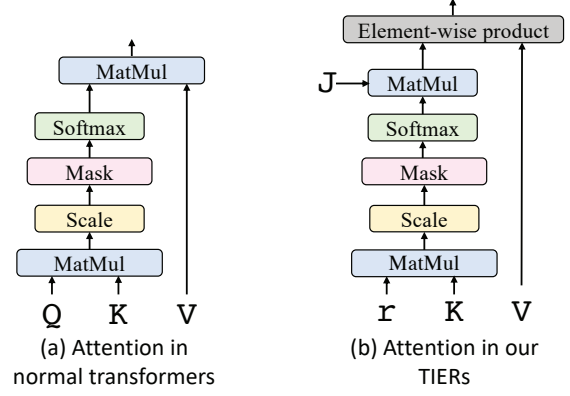 MatMul
Softmax
Mask
Scale
MatMul
Q K V
(a) Attention in
normal transformers
Element-wise product
J
MatMul
Softmax
Mask
Scale
MatMul
r K V
(b) Attention in our
TIERs